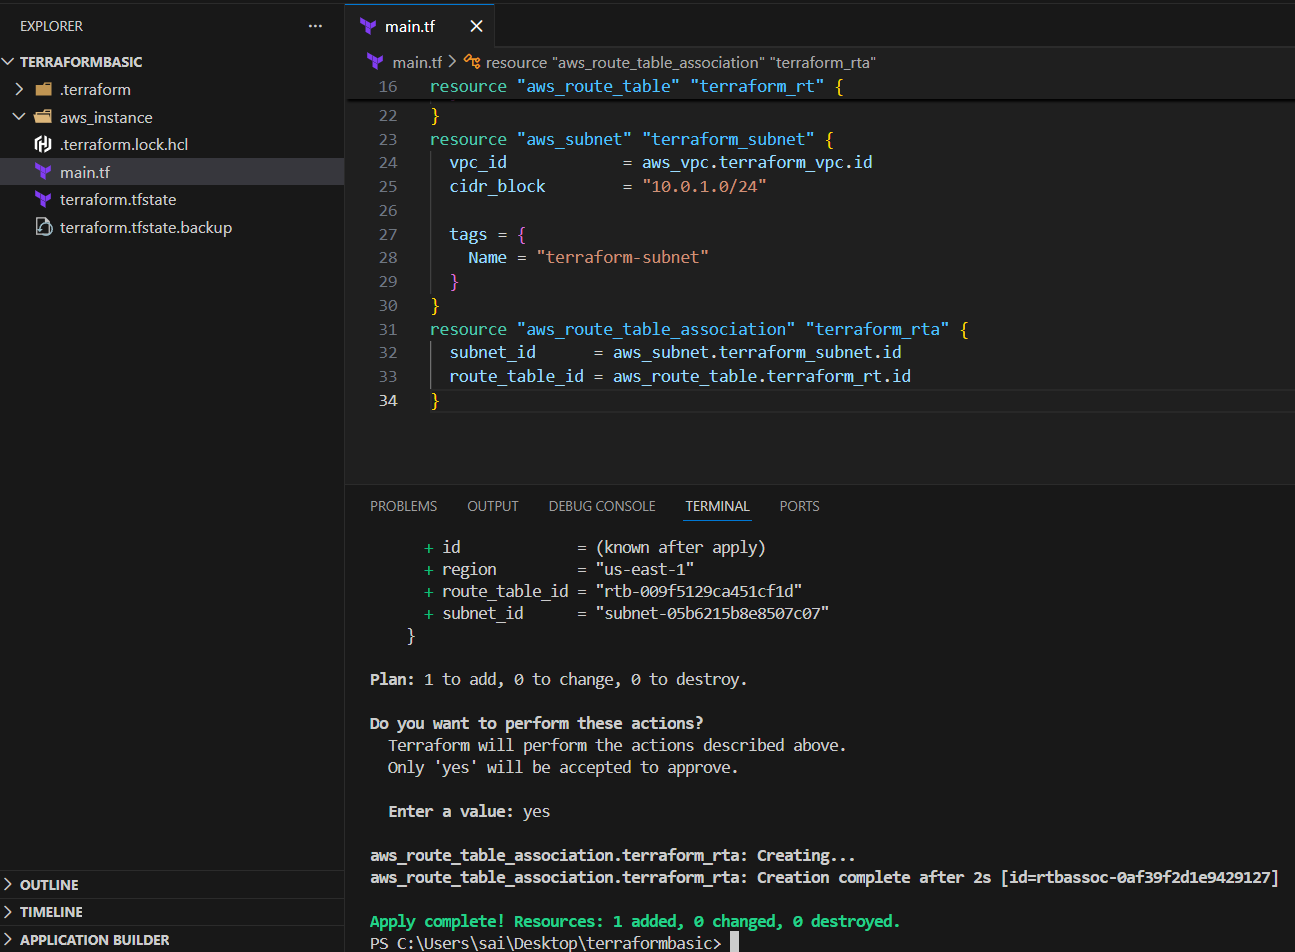 EXPLORER
TERRAFORMBASIC
.terraform
aws_instance
.terraform.lock.hcl
main.tf
terraform.tfstate
terraform.tfstate.backup
OUTLINE
TIMELINE
APPLICATION BUILDER
main.tf
main.tf > resource "aws_route_table_association" "terraform_rta"
16 resource "aws_route_table" "terraform_rt" {
22 }
23 resource "aws_subnet" "terraform_subnet" {
24   vpc_id            = aws_vpc.terraform_vpc.id
25   cidr_block        = "10.0.1.0/24"
26
27   tags = {
28     Name = "terraform-subnet"
29   }
30 }
31 resource "aws_route_table_association" "terraform_rta" {
32   subnet_id      = aws_subnet.terraform_subnet.id
33   route_table_id = aws_route_table.terraform_rt.id
34 }
PROBLEMS OUTPUT DEBUG CONSOLE TERMINAL PORTS
+ id             = (known after apply)
+ region         = "us-east-1"
+ route_table_id = "rtb-009f5129ca451cf1d"
+ subnet_id      = "subnet-05b6215b8e8507c07"
}
Plan: 1 to add, 0 to change, 0 to destroy.
Do you want to perform these actions?
Terraform will perform the actions described above.
Only 'yes' will be accepted to approve.
Enter a value: yes
aws_route_table_association.terraform_rta: Creating...
aws_route_table_association.terraform_rta: Creation complete after 2s [id=rtbassoc-0af39f2d1e9429127]
Apply complete! Resources: 1 added, 0 changed, 0 destroyed.
PS C:\Users\sai\Desktop\terraformbasic>